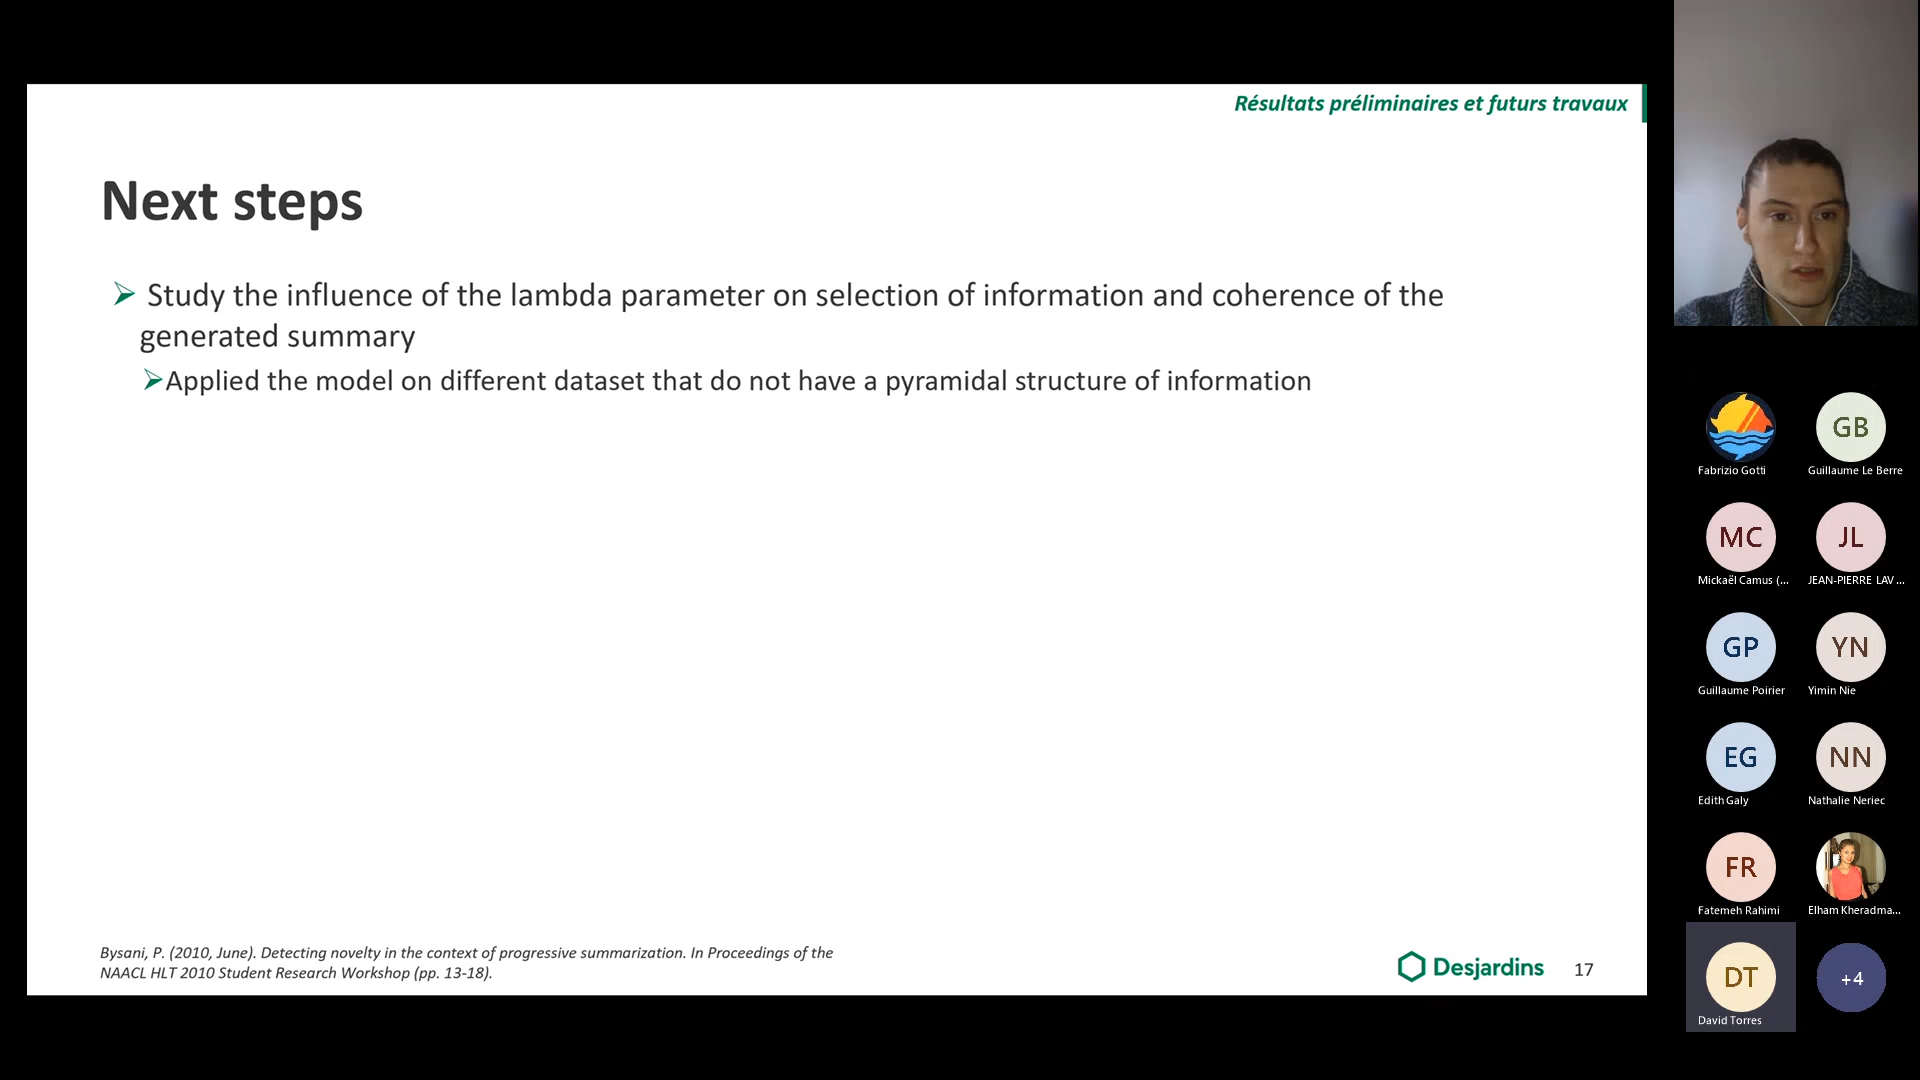 Résultats préliminaires et futurs travaux
Next steps
Study the influence of the lambda parameter on selection of information and coherence of the
generated summary
Applied the model on different dataset that do not have a pyramidal structure of information
Bysani, P. (2010, June). Detecting novelty in the context of progressive summarization. In Proceedings of the
NAACL HLT 2010 Student Research Workshop (pp. 13-18).
Desjardins
17
Fabrizio Gotti
GB
Guillaume Le Berre
MC
Mickaël Camus (...
JL
JEAN-PIERRE LAV ...
GP
Guillaume Poirier
YN
Yimin Nie
EG
Edith Galy
NN
Nathalie Neriec
FR
Fatemeh Rahimi
Elham Kheradma...
DT
David Torres
+4